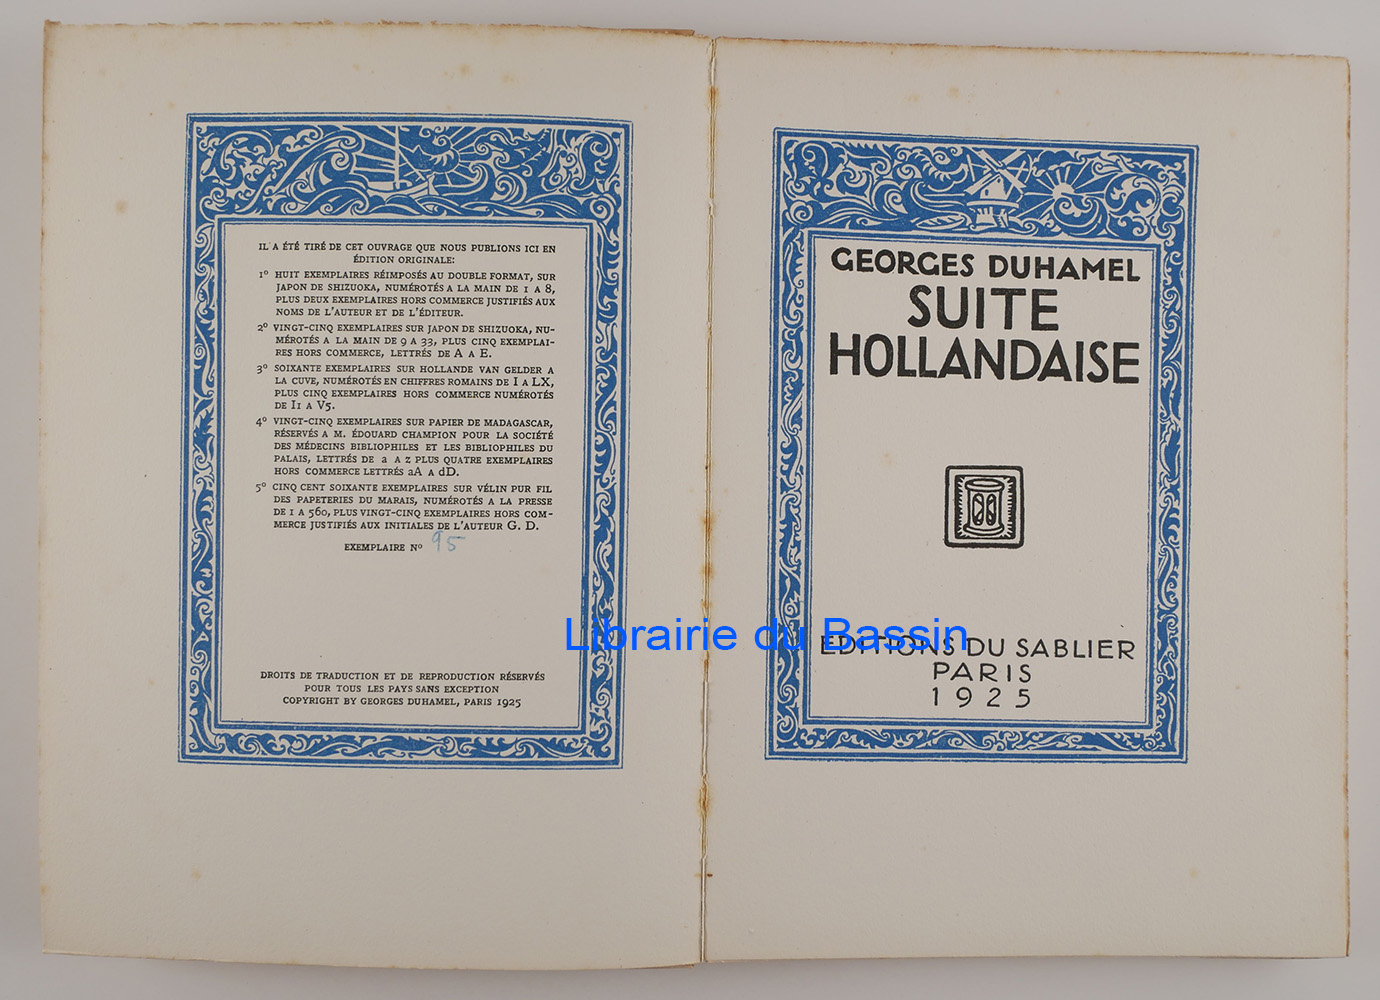 IL A ÉTÉ TIRÉ DE CET OUVRAGE QUE NOUS PUBLIONS ICI EN
ÉDITION ORIGINALE:
1º HUIT EXEMPLAIRES RÉIMPOSÉS AU DOUBLE FORMAT, SUR
JAPON DE SHIZUOKA, NUMÉROTÉS A LA MAIN DE 1 A 8,
PLUS DEUX EXEMPLAIRES HORS COMMERCE JUSTIFIÉS AUX
NOMS DE L'AUTEUR ET DE L'ÉDITEUR.
2º VINGT-CINQ EXEMPLAIRES SUR JAPON DE SHIZUOKA, NU-
MÉROTÉS A LA MAIN DE 9 A 33, PLUS CINQ EXEMPLAI-
RES HORS COMMERCE, LETTRÉS DE A A E.
3º SOIXANTE EXEMPLAIRES SUR HOLLANDE VAN GELDER A
LA CUVE, NUMÉROTÉS EN CHIFFRES ROMAINS DE I A LX,
PLUS CINQ EXEMPLAIRES HORS COMMERCE NUMÉROTÉS
DE I1 A V5.
4º VINGT-CINQ EXEMPLAIRES SUR PAPIER DE MADAGASCAR,
RÉSERVÉS A M. ÉDOUARD CHAMPION POUR LA SOCIÉTÉ
DES MÉDECINS BIBLIOPHILES ET LES BIBLIOPHILES DU
PALAIS, LETTRÉS DE a A z PLUS QUATRE EXEMPLAIRES
HORS COMMERCE LETTRÉS aA A dD.
5º CINQ CENT SOIXANTE EXEMPLAIRES SUR VÉLIN PUR FIL
DES PAPETERIES DU MARAIS, NUMÉROTÉS A LA PRESSE
DE 1 A 560, PLUS VINGT-CINQ EXEMPLAIRES HORS COM-
MERCE JUSTIFIÉS AUX INITIALES DE L'AUTEUR G. D.
EXEMPLAIRE Nº 95
DROITS DE TRADUCTION ET DE REPRODUCTION RÉSERVÉS
POUR TOUS LES PAYS SANS EXCEPTION
COPYRIGHT BY GEORGES DUHAMEL, PARIS 1925
GEORGES DUHAMEL
SUITE
HOLLANDAISE
Librairie du Bassin
EDITIONS DU SABLIER
PARIS
1925